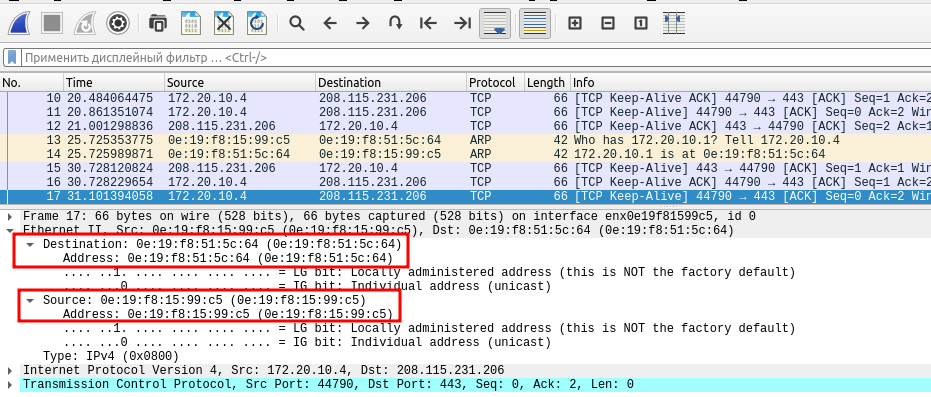 Применить дисплейный фильтр … <Ctrl-/>
No. Time Source Destination Protocol Length Info
10 20.484064475 172.20.10.4 208.115.231.206 TCP 66 [TCP Keep-Alive ACK] 44790 → 443 [ACK] Seq=1 Ack=2
11 20.861351074 172.20.10.4 208.115.231.206 TCP 66 [TCP Keep-Alive] 44790 → 443 [ACK] Seq=0 Ack=2 Win
12 21.001298836 208.115.231.206 172.20.10.4 TCP 66 [TCP Keep-Alive ACK] 443 → 44790 [ACK] Seq=2 Ack=1
13 25.725353775 0e:19:f8:15:99:c5 0e:19:f8:51:5c:64 ARP 42 Who has 172.20.10.1? Tell 172.20.10.4
14 25.725989871 0e:19:f8:51:5c:64 0e:19:f8:15:99:c5 ARP 42 172.20.10.1 is at 0e:19:f8:51:5c:64
15 30.728120824 208.115.231.206 172.20.10.4 TCP 66 [TCP Keep-Alive] 443 → 44790 [ACK] Seq=1 Ack=1 Win
16 30.728229654 172.20.10.4 208.115.231.206 TCP 66 [TCP Keep-Alive ACK] 44790 → 443 [ACK] Seq=1 Ack=2
17 31.101394058 172.20.10.4 208.115.231.206 TCP 66 [TCP Keep-Alive] 44790 → 443 [ACK] Seq=0 Ack=2 Win
Frame 17: 66 bytes on wire (528 bits), 66 bytes captured (528 bits) on interface enx0e19f81599c5, id 0
Ethernet II, Src: 0e:19:f8:15:99:c5 (0e:19:f8:15:99:c5), Dst: 0e:19:f8:51:5c:64 (0e:19:f8:51:5c:64)
Destination: 0e:19:f8:51:5c:64 (0e:19:f8:51:5c:64)
Address: 0e:19:f8:51:5c:64 (0e:19:f8:51:5c:64)
.... ..1. .... .... .... .... = LG bit: Locally administered address (this is NOT the factory default)
.... ...0 .... .... .... .... = IG bit: Individual address (unicast)
Source: 0e:19:f8:15:99:c5 (0e:19:f8:15:99:c5)
Address: 0e:19:f8:15:99:c5 (0e:19:f8:15:99:c5)
.... ..1. .... .... .... .... = LG bit: Locally administered address (this is NOT the factory default)
.... ...0 .... .... .... .... = IG bit: Individual address (unicast)
Type: IPv4 (0x0800)
Internet Protocol Version 4, Src: 172.20.10.4, Dst: 208.115.231.206
Transmission Control Protocol, Src Port: 44790, Dst Port: 443, Seq: 0, Ack: 2, Len: 0